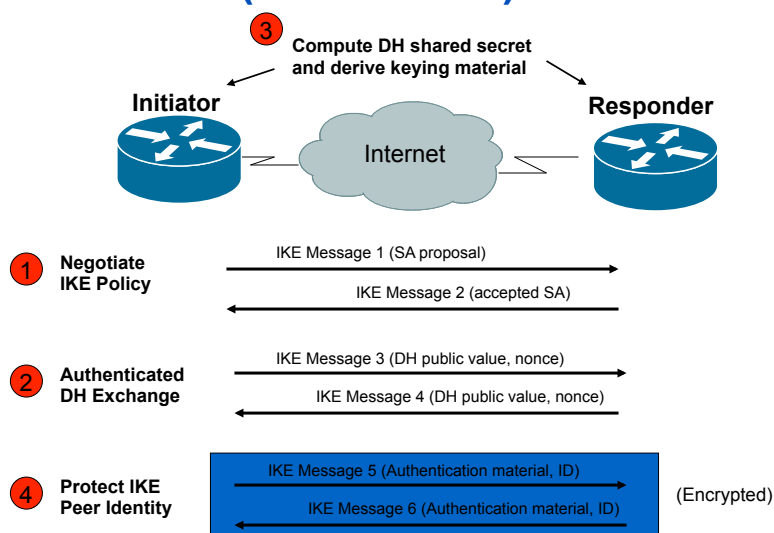 3
Compute DH shared secret
and derive keying material
Initiator
Responder
Internet
1
Negotiate
IKE Policy
IKE Message 1 (SA proposal)
IKE Message 2 (accepted SA)
2
Authenticated
DH Exchange
IKE Message 3 (DH public value, nonce)
IKE Message 4 (DH public value, nonce)
4
Protect IKE
Peer Identity
IKE Message 5 (Authentication material, ID)
IKE Message 6 (Authentication material, ID)
(Encrypted)